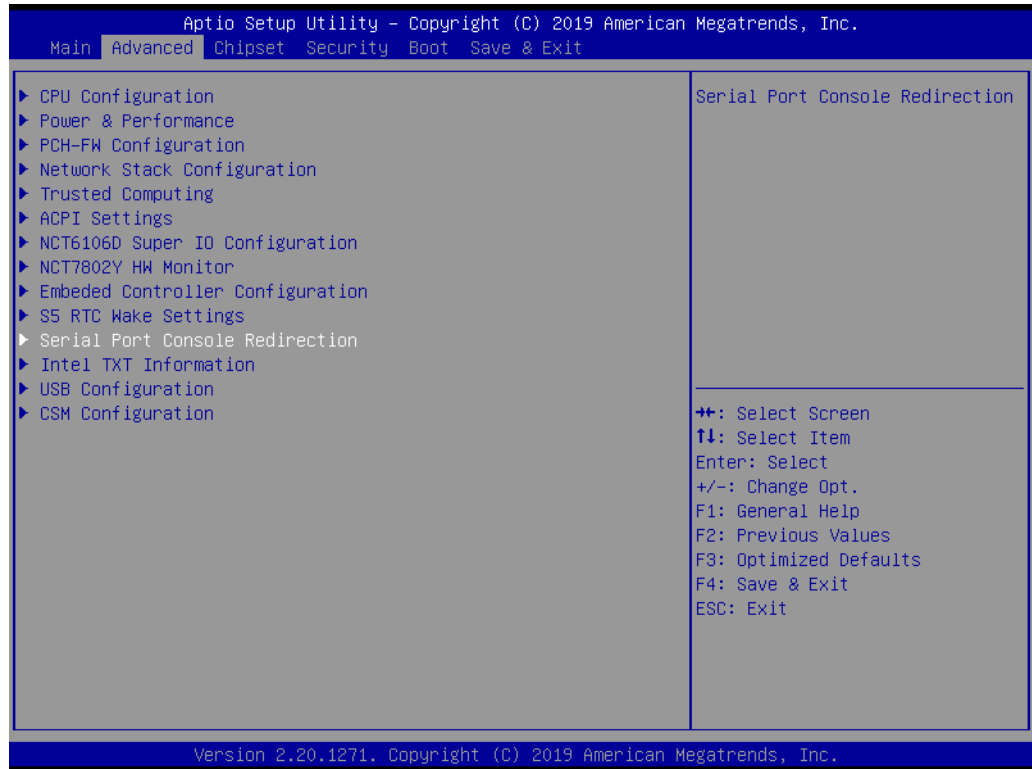 Aptio Setup Utility – Copyright (C) 2019 American Megatrends, Inc.
Main Advanced Chipset Security Boot Save & Exit
▶ CPU Configuration
▶ Power & Performance
▶ PCH-FW Configuration
▶ Network Stack Configuration
▶ Trusted Computing
▶ ACPI Settings
▶ NCT6106D Super IO Configuration
▶ NCT7802Y HW Monitor
▶ Embeded Controller Configuration
▶ S5 RTC Wake Settings
▶ Serial Port Console Redirection
▶ Intel TXT Information
▶ USB Configuration
▶ CSM Configuration
Serial Port Console Redirection
→←: Select Screen
↑↓: Select Item
Enter: Select
+/-: Change Opt.
F1: General Help
F2: Previous Values
F3: Optimized Defaults
F4: Save & Exit
ESC: Exit
Version 2.20.1271. Copyright (C) 2019 American Megatrends, Inc.